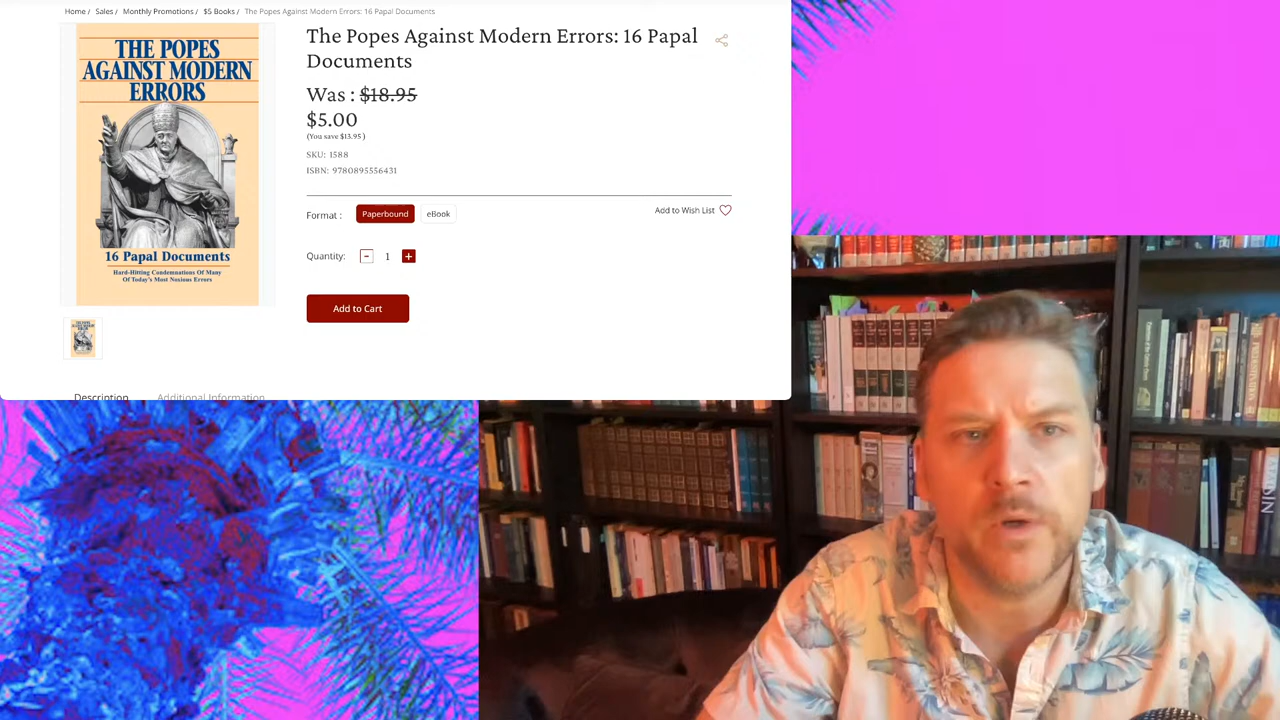 Home / Sales / Monthly Promotions / $5 Books / The Popes Against Modern Errors: 16 Papal Documents
THE POPES
AGAINST MODERN
ERRORS
16 Papal Documents
Hard-Hitting Condemnations Of Many
Of Today's Most Noxious Errors
The Popes Against Modern Errors: 16 Papal
Documents
Was : $18.95
$5.00
(You save $13.95 )
SKU: 1588
ISBN: 9780895556431
Format :
Paperbound
eBook
Add to Wish List
Quantity:
- 1 +
Add to Cart
Description
Additional Information